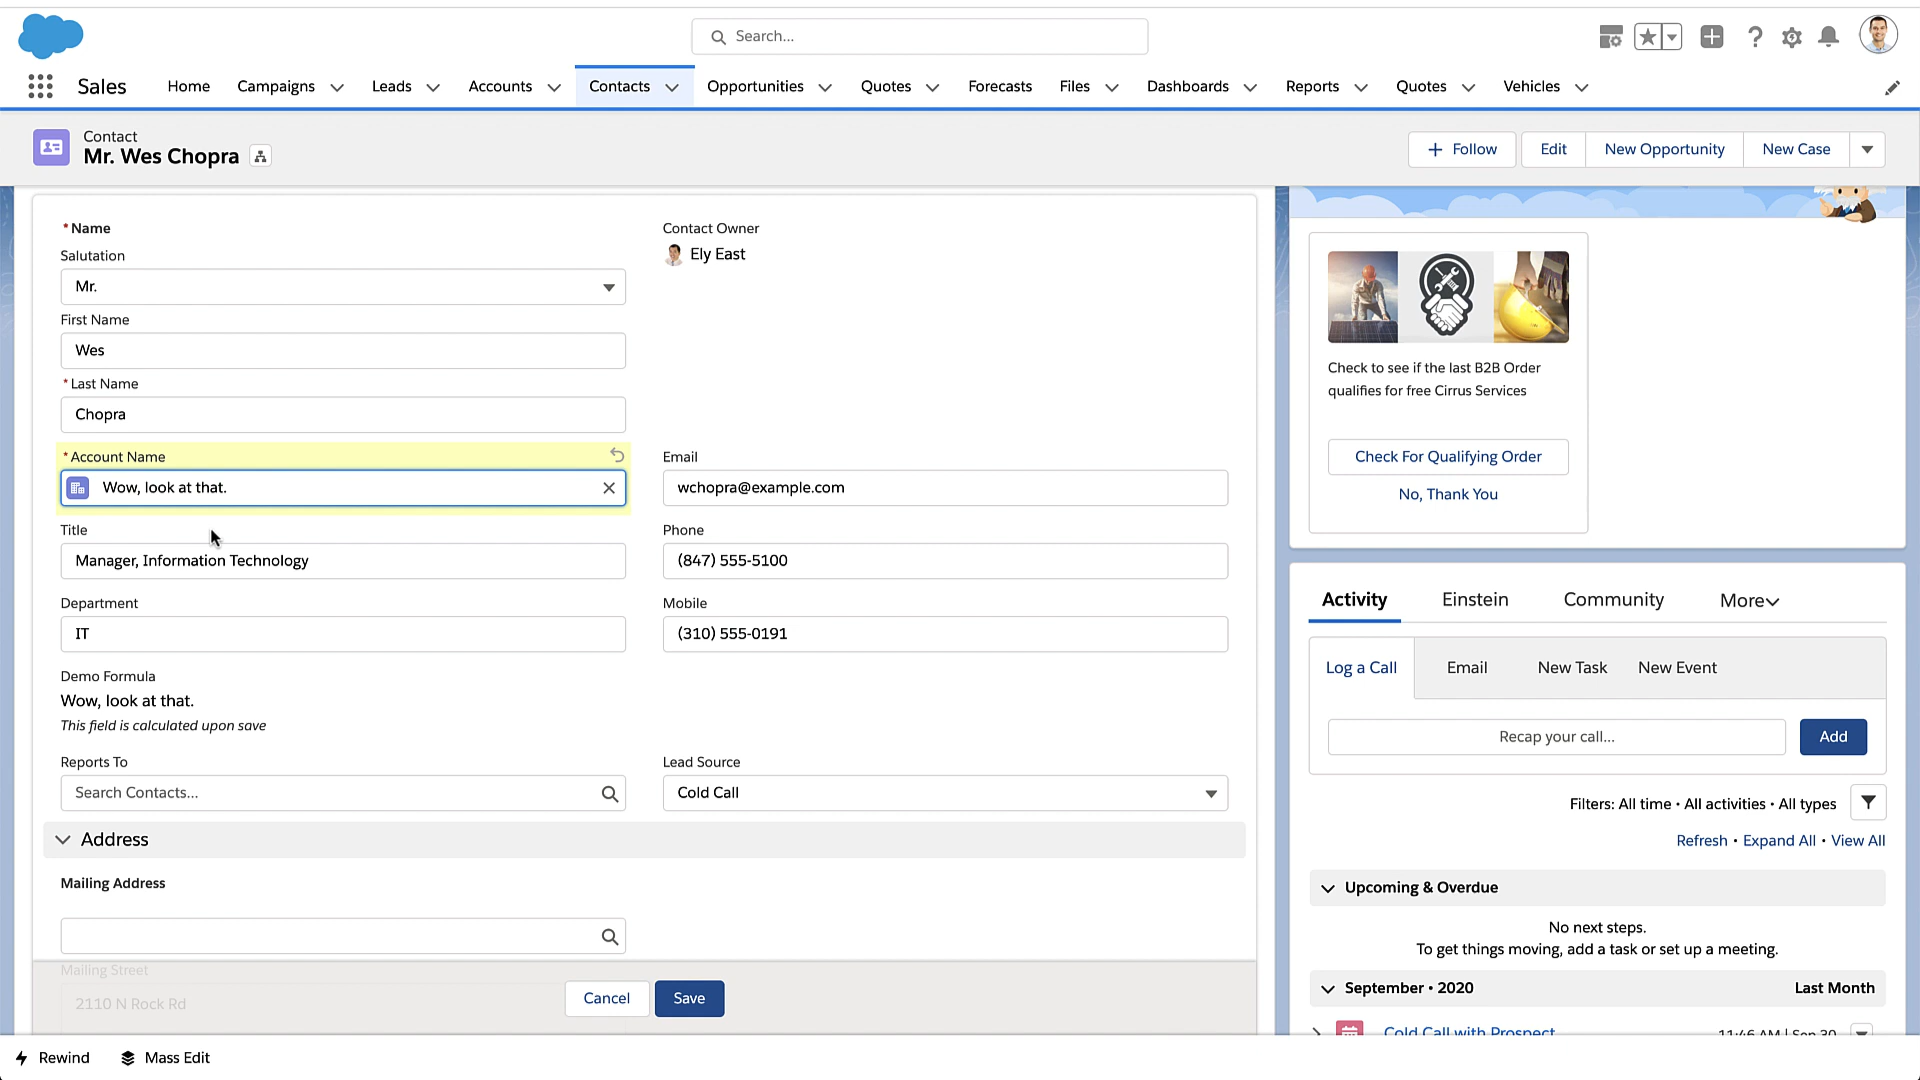 Search...
Sales
Home
Campaigns
Leads
Accounts
Contacts
Opportunities
Quotes
Forecasts
Files
Dashboards
Reports
Quotes
Vehicles
Contact
Mr. Wes Chopra
+ Follow
Edit
New Opportunity
New Case
* Name
Contact Owner
Salutation
Ely East
Mr.
First Name
Wes
* Last Name
Chopra
* Account Name
Email
Wow, look at that.
wchopra@example.com
Title
Phone
Manager, Information Technology
(847) 555-5100
Department
Mobile
IT
(310) 555-0191
Demo Formula
Wow, look at that.
This field is calculated upon save
Reports To
Lead Source
Search Contacts...
Cold Call
Address
Mailing Address
Mailing Street
2110 N Rock Rd
Cancel
Save
Check to see if the last B2B Order
qualifies for free Cirrus Services
Check For Qualifying Order
No, Thank You
Activity
Einstein
Community
More
Log a Call
Email
New Task
New Event
Recap your call...
Add
Filters: All time • All activities • All types
Refresh • Expand All • View All
Upcoming & Overdue
No next steps.
To get things moving, add a task or set up a meeting.
September • 2020
Last Month
Cold Call with Prospect
11:46 AM | Sep 30
Rewind
Mass Edit